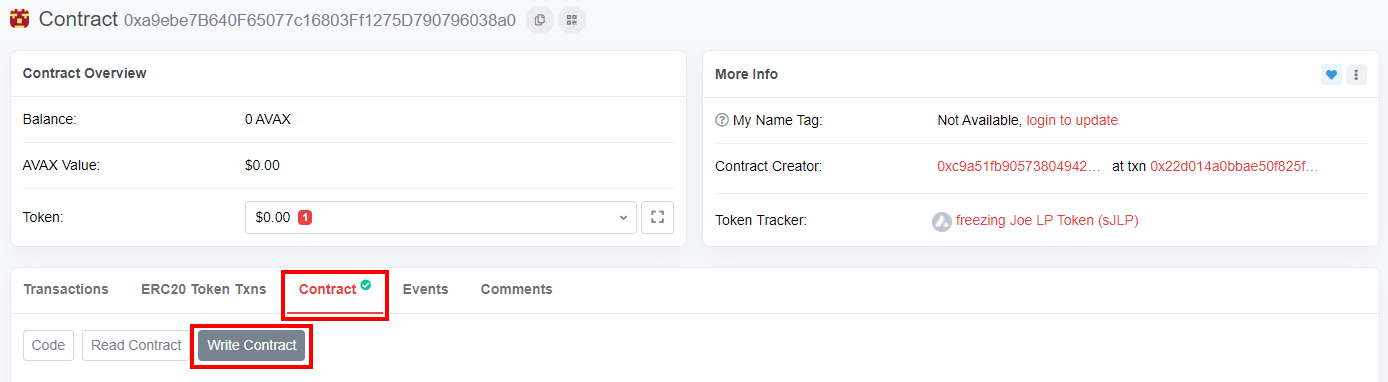 Contract 0xa9ebe7B640F65077c16803Ff1275D790796038a0
Contract Overview
Balance: 0 AVAX
AVAX Value: $0.00
Token: $0.00 1
More Info
My Name Tag: Not Available, login to update
Contract Creator: 0xc9a51fb90573804942... at txn 0x22d014a0bbae50f825f...
Token Tracker: freezing Joe LP Token (sJLP)
Transactions ERC20 Token Txns Contract Events Comments
Code Read Contract Write Contract